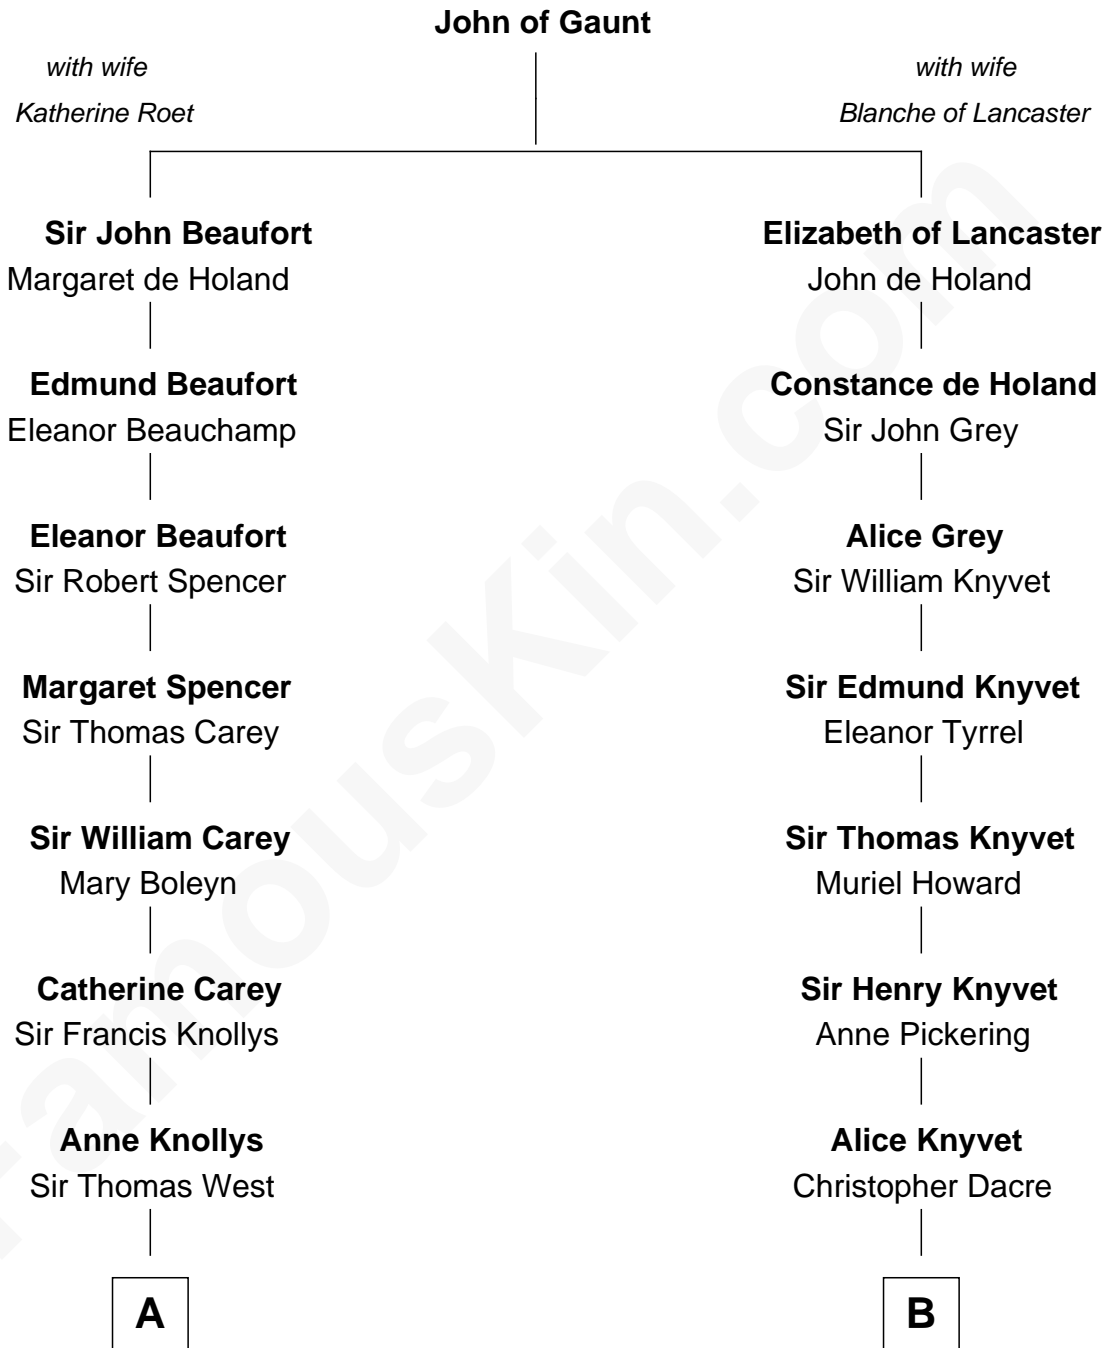 John of Gaunt
with wife
Katherine Roet
with wife
Blanche of Lancaster
Sir John Beaufort
Margaret de Holand
Edmund Beaufort
Eleanor Beauchamp
Eleanor Beaufort
Sir Robert Spencer
Margaret Spencer
Sir Thomas Carey
Sir William Carey
Mary Boleyn
Catherine Carey
Sir Francis Knollys
Anne Knollys
Sir Thomas West
A
Elizabeth of Lancaster
John de Holand
Constance de Holand
Sir John Grey
Alice Grey
Sir William Knyvet
Sir Edmund Knyvet
Eleanor Tyrrel
Sir Thomas Knyvet
Muriel Howard
Sir Henry Knyvet
Anne Pickering
Alice Knyvet
Christopher Dacre
B
FamousKin.com